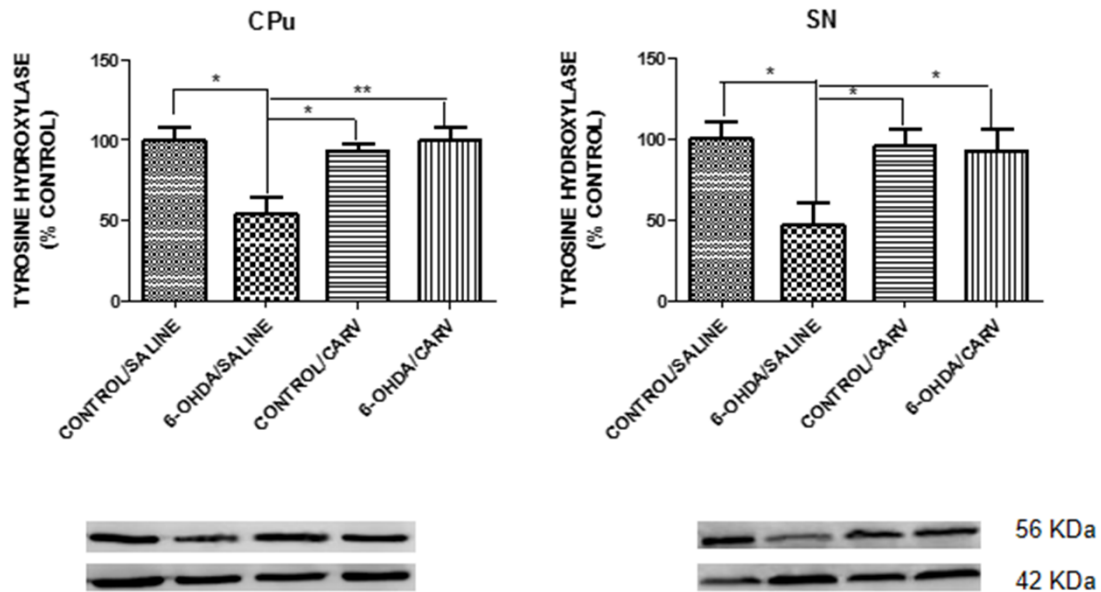 CPu
TYROSINE HYDROXYLASE
(% CONTROL)
150
100
50
0
*
*
**
CONTROL/SALINE
6-OHDA/SALINE
CONTROL/CARV
6-OHDA/CARV
SN
TYROSINE HYDROXYLASE
(% CONTROL)
150
100
50
0
*
*
*
CONTROL/SALINE
6-OHDA/SALINE
CONTROL/CARV
6-OHDA/CARV
56 KDa
42 KDa